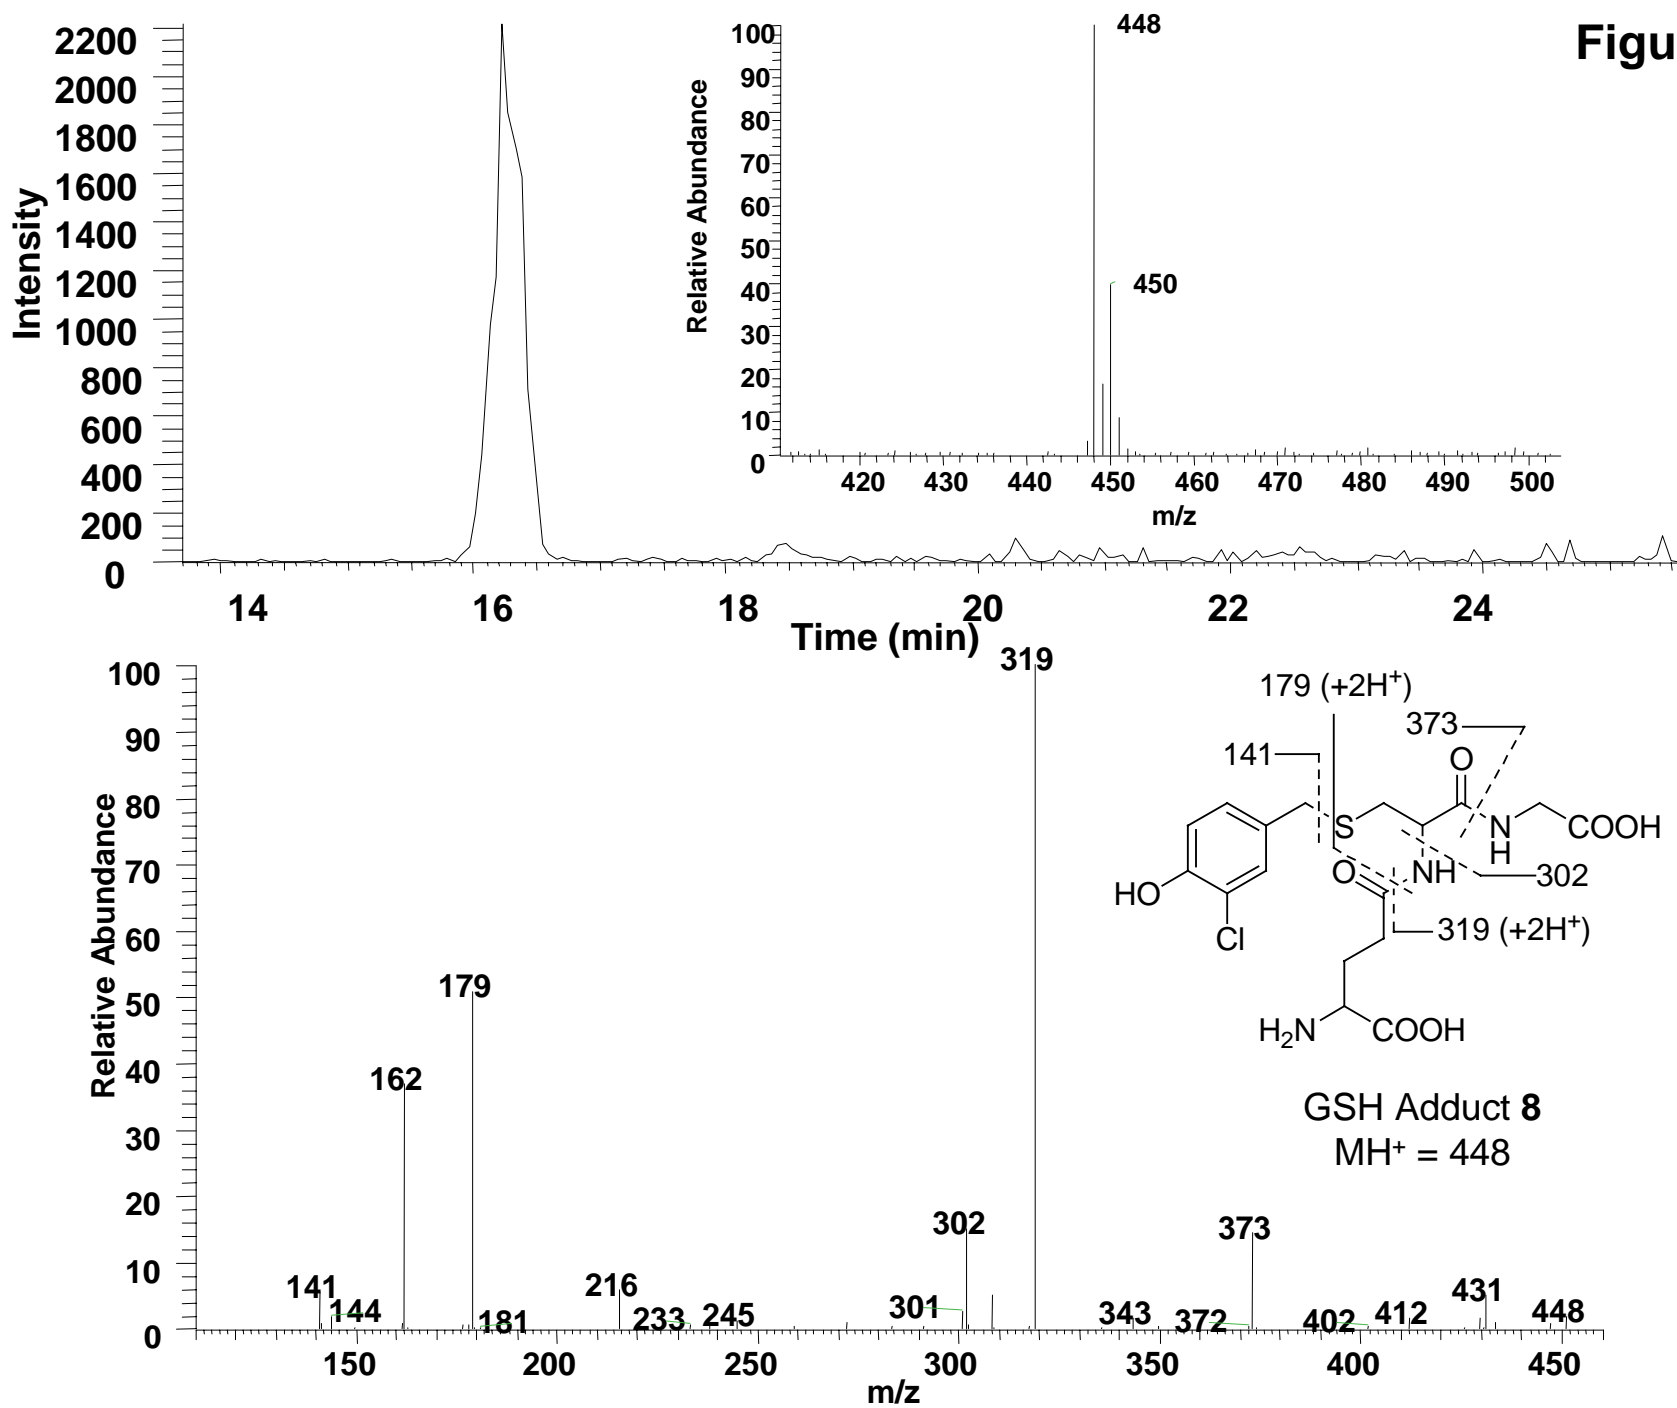 Figu
2200
2000
1800
1600
1400
1200
1000
800
600
400
200
0
Intensity
14 16 18 20 22 24
Time (min)
100
90
80
70
60
50
40
30
20
10
0
Relative Abundance
448
450
420 430 440 450 460 470 480 490 500
m/z
100
90
80
70
60
50
40
30
20
10
0
Relative Abundance
319
179
162
141
144
181
216
233
245
301
302
343
372
373
402
412
431
448
150 200 250 300 350 400 450
m/z
179 (+2H⁺)
373
141
O
S
N
H
COOH
O
NH
302
HO
Cl
319 (+2H⁺)
H₂N
COOH
GSH Adduct 8
MH⁺ = 448